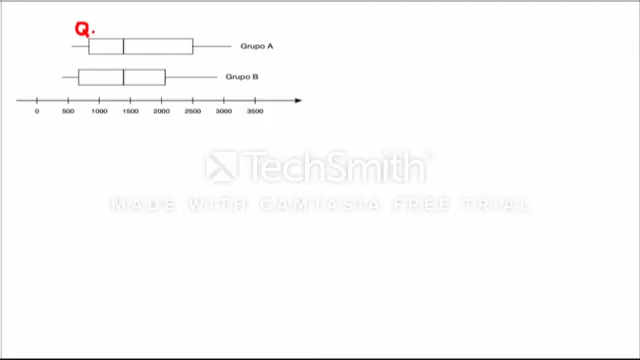 Q.
Grupo A
Grupo B
0 500 1000 1500 2000 2500 3000 3500
TechSmith
MADE WITH CAMTASIA FREE TRIAL